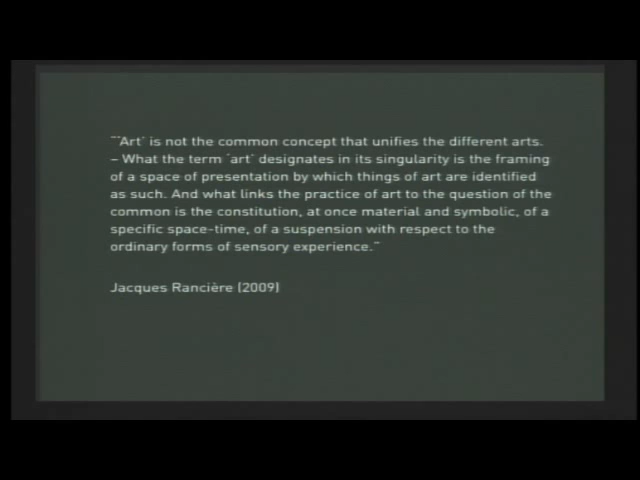 "'Art' is not the common concept that unifies the different arts.
– What the term 'art' designates in its singularity is the framing
of a space of presentation by which things of art are identified
as such. And what links the practice of art to the question of the
common is the constitution, at once material and symbolic, of a
specific space-time, of a suspension with respect to the
ordinary forms of sensory experience."
Jacques Rancière (2009)